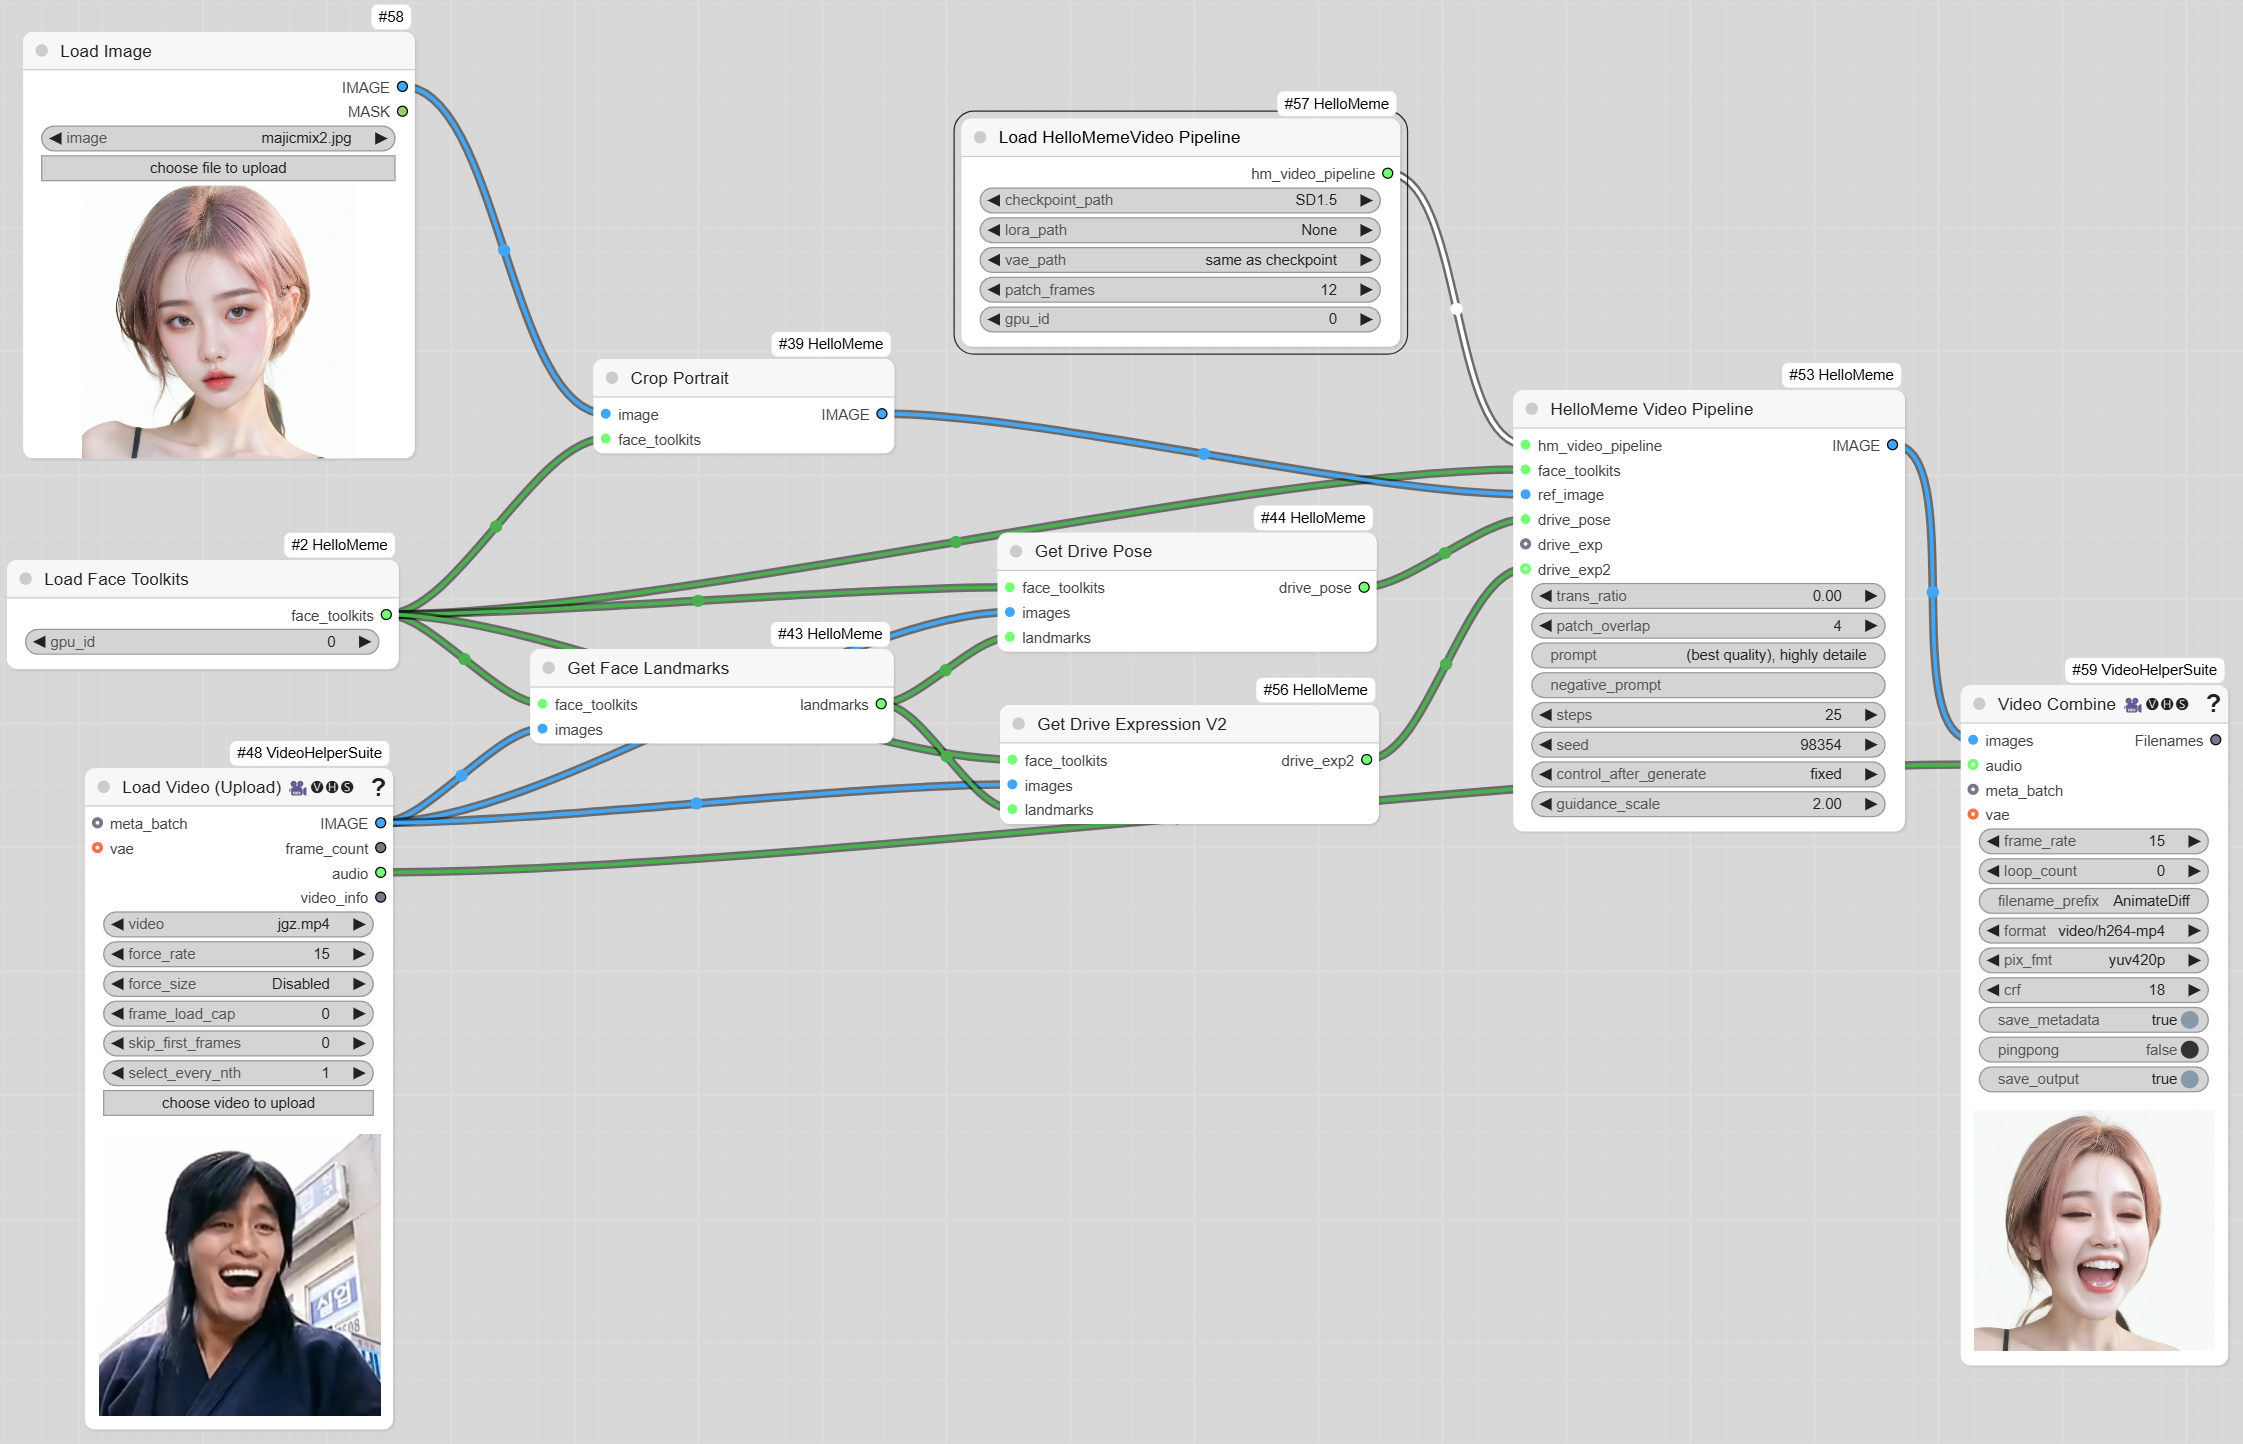 #58
Load Image
IMAGE
MASK
image majicmix2.jpg
choose file to upload
#57 HelloMeme
Load HelloMemeVideo Pipeline
hm_video_pipeline
checkpoint_path SD1.5
lora_path None
vae_path same as checkpoint
patch_frames 12
gpu_id 0
#39 HelloMeme
Crop Portrait
image IMAGE
face_toolkits
#2 HelloMeme
Load Face Toolkits
face_toolkits
gpu_id 0
#44 HelloMeme
Get Drive Pose
face_toolkits drive_pose
images
landmarks
#43 HelloMeme
Get Face Landmarks
face_toolkits landmarks
images
#56 HelloMeme
Get Drive Expression V2
face_toolkits drive_exp2
images
landmarks
#53 HelloMeme
HelloMeme Video Pipeline
hm_video_pipeline IMAGE
face_toolkits
ref_image
drive_pose
drive_exp
drive_exp2
trans_ratio 0.00
patch_overlap 4
prompt (best quality), highly detaile
negative_prompt
steps 25
seed 98354
control_after_generate fixed
guidance_scale 2.00
#48 VideoHelperSuite
Load Video (Upload) 🎥🅥🅗🅢 ?
meta_batch IMAGE
vae frame_count
audio
video_info
video jgz.mp4
force_rate 15
force_size Disabled
frame_load_cap 0
skip_first_frames 0
select_every_nth 1
choose video to upload
실업
#59 VideoHelperSuite
Video Combine 🎥🅥🅗🅢 ?
images Filenames
audio
meta_batch
vae
frame_rate 15
loop_count 0
filename_prefix AnimateDiff
format video/h264-mp4
pix_fmt yuv420p
crf 18
save_metadata true
pingpong false
save_output true